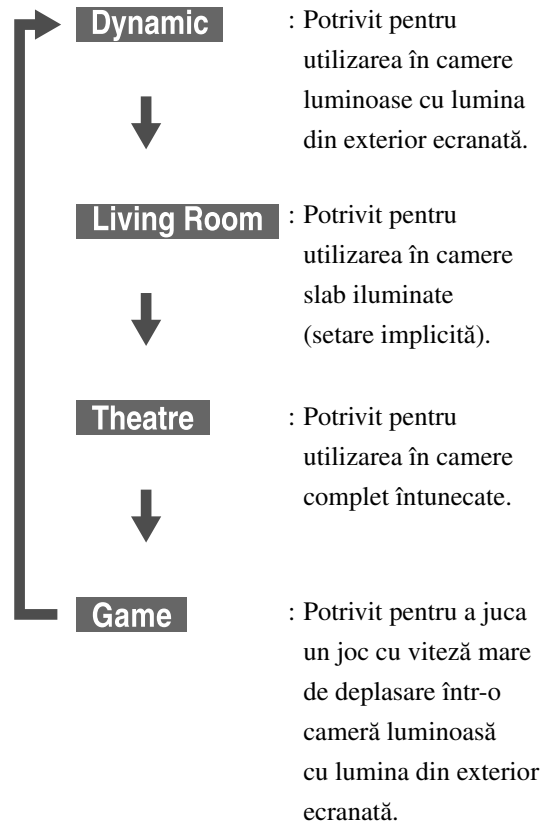 Dynamic : Potrivit pentru
utilizarea în camere
luminoase cu lumina
din exterior ecranată.
Living Room : Potrivit pentru
utilizarea în camere
slab iluminate
(setare implicită).
Theatre : Potrivit pentru
utilizarea în camere
complet întunecate.
Game : Potrivit pentru a juca
un joc cu viteză mare
de deplasare într-o
cameră luminoasă
cu lumina din exterior
ecranată.